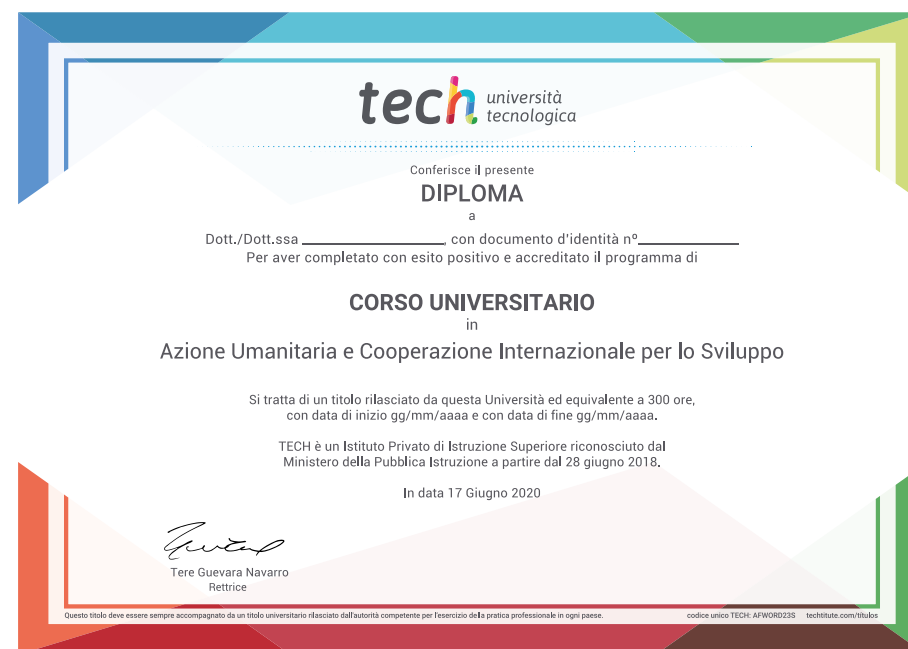 tech università
tecnologica
Conferisce il presente
DIPLOMA
a
Dott./Dott.ssa ________________, con documento d'identità nº___________
Per aver completato con esito positivo e accreditato il programma di
CORSO UNIVERSITARIO
in
Azione Umanitaria e Cooperazione Internazionale per lo Sviluppo
Si tratta di un titolo rilasciato da questa Università ed equivalente a 300 ore,
con data di inizio gg/mm/aaaa e con data di fine gg/mm/aaaa.
TECH è un Istituto Privato di Istruzione Superiore riconosciuto dal
Ministero della Pubblica Istruzione a partire dal 28 giugno 2018.
In data 17 Giugno 2020
Tere Guevara Navarro
Rettrice
Questo titolo deve essere sempre accompagnato da un titolo universitario rilasciato dall'autorità competente per l'esercizio della pratica professionale in ogni paese. codice unico TECH: AFWORD23S techtitute.com/titulos